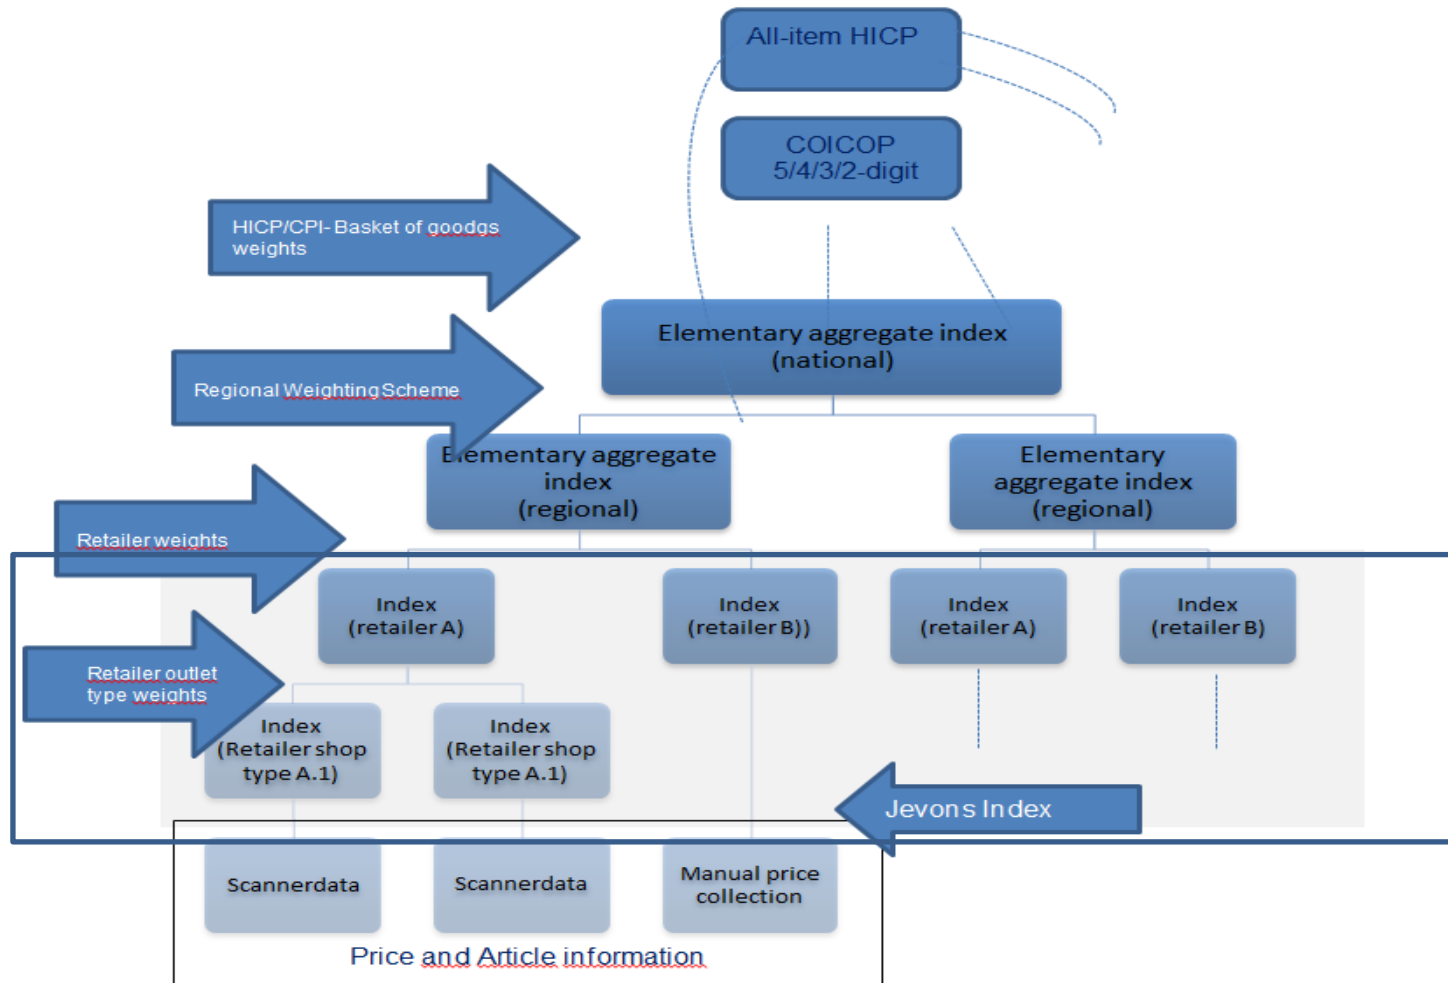 All-item HICP
COICOP
5/4/3/2-digit
HICP/CPI- Basket of goodgs
weights
Elementary aggregate index
(national)
Regional Weighting Scheme
Elementary aggregate
index
(regional)
Elementary
aggregate index
(regional)
Retailer weights
Index
(retailer A)
Index
(retailer B))
Index
(retailer A)
Index
(retailer B)
Retailer outlet
type weights
Index
(Retailer shop
type A.1)
Index
(Retailer shop
type A.1)
Jevons Index
Scannerdata
Scannerdata
Manual price
collection
Price and Article information